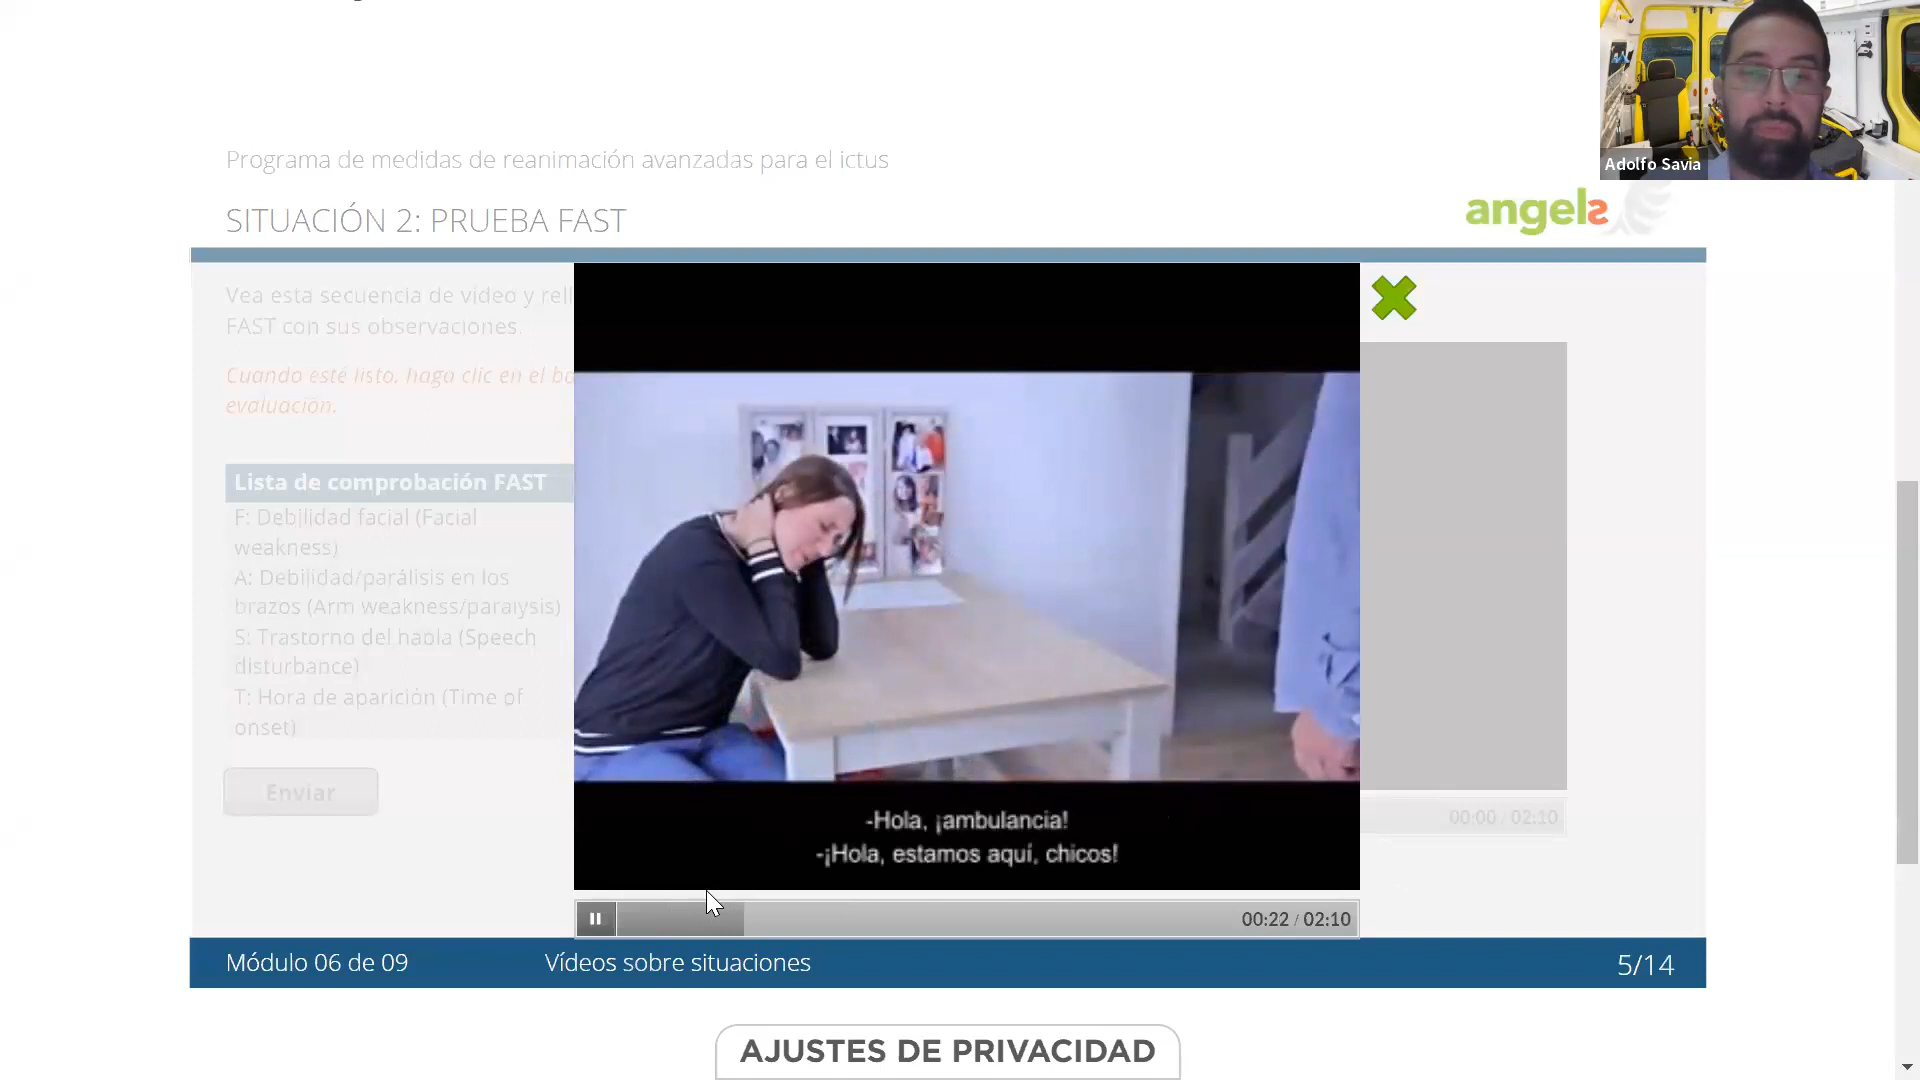 Adolfo Savia
Programa de medidas de reanimación avanzadas para el ictus
SITUACIÓN 2: PRUEBA FAST
angels
Vea esta secuencia de vídeo y rell
FAST con sus observaciones.
Cuando esté listo, haga clic en el bo
evaluación.
Lista de comprobación FAST
F: Debilidad facial (Facial
weakness)
A: Debilidad/parálisis en los
brazos (Arm weakness/paralysis)
S: Trastorno del habla (Speech
disturbance)
T: Hora de aparición (Time of
onset)
Enviar
-Hola, ¡ambulancia!
-¡Hola, estamos aquí, chicos!
00:22 / 02:10
00:00 / 02:10
Módulo 06 de 09
Vídeos sobre situaciones
5/14
AJUSTES DE PRIVACIDAD